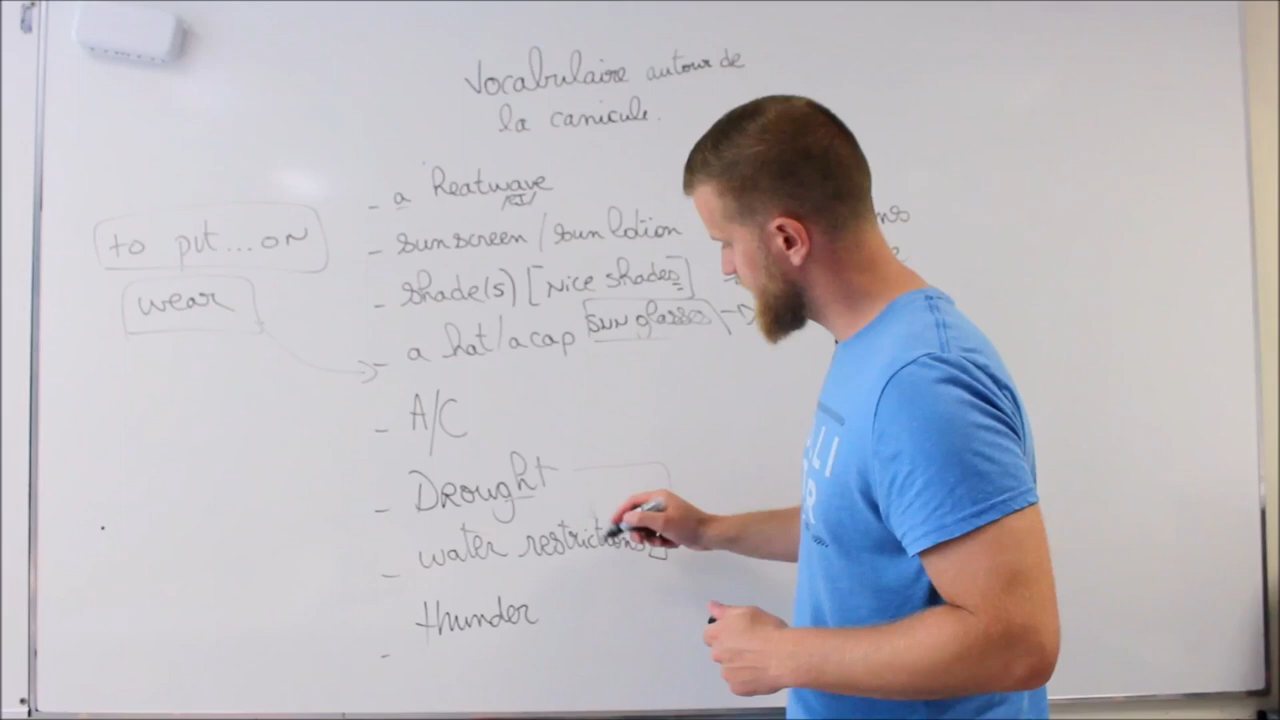 Vocabulaire autour de
la canicule.
- a heatwave
to put...on
- sunscreen / sun lotion
wear
- shade(s) [Nice shades]
- a hat/a cap sunglasses
- A/C
- Drought
- water restrictions
- thunder
-